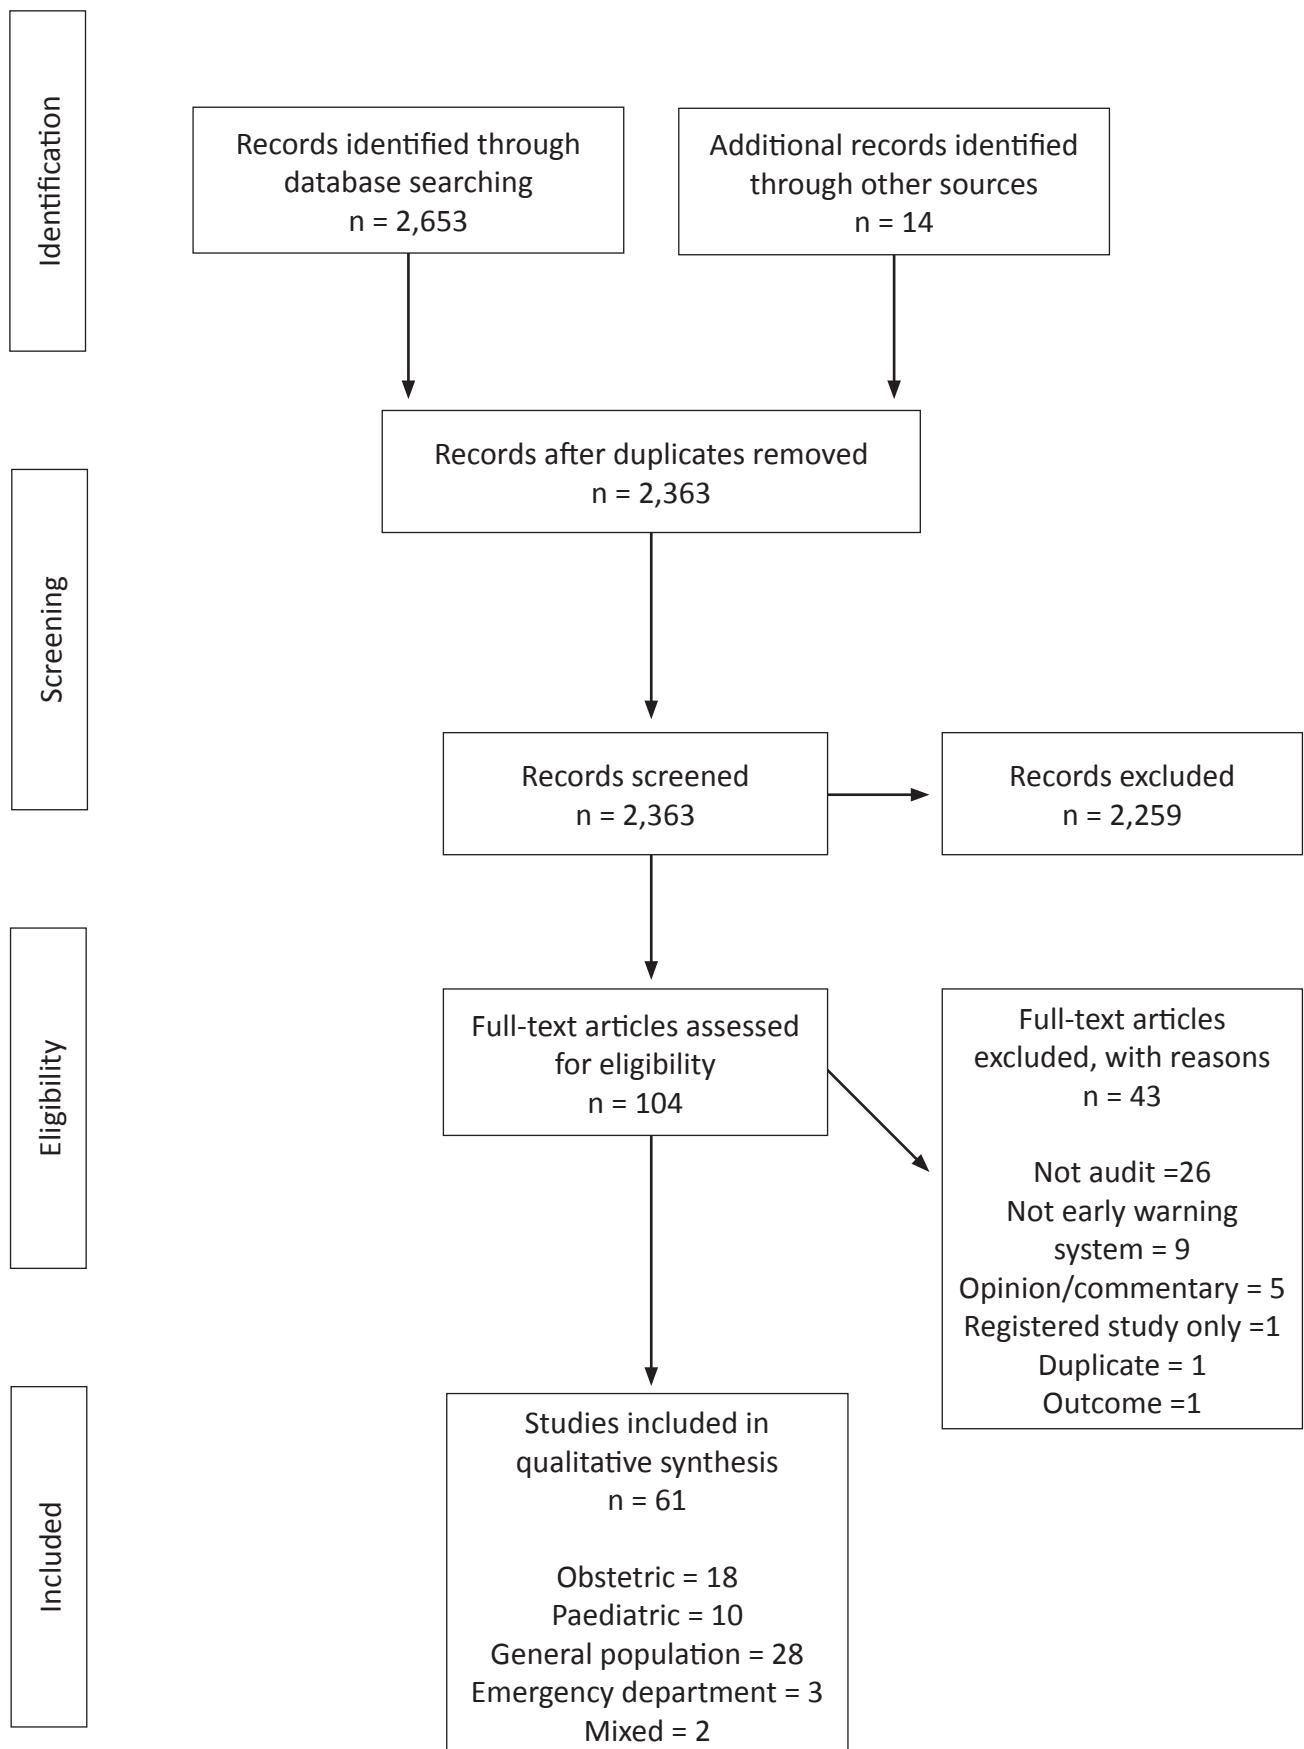 Identification
Records identified through
database searching
n = 2,653
Additional records identified
through other sources
n = 14
Records after duplicates removed
n = 2,363
Screening
Records screened
n = 2,363
Records excluded
n = 2,259
Eligibility
Full-text articles assessed
for eligibility
n = 104
Full-text articles
excluded, with reasons
n = 43
Not audit =26
Not early warning
system = 9
Opinion/commentary = 5
Registered study only =1
Duplicate = 1
Outcome =1
Included
Studies included in
qualitative synthesis
n = 61
Obstetric = 18
Paediatric = 10
General population = 28
Emergency department = 3
Mixed = 2